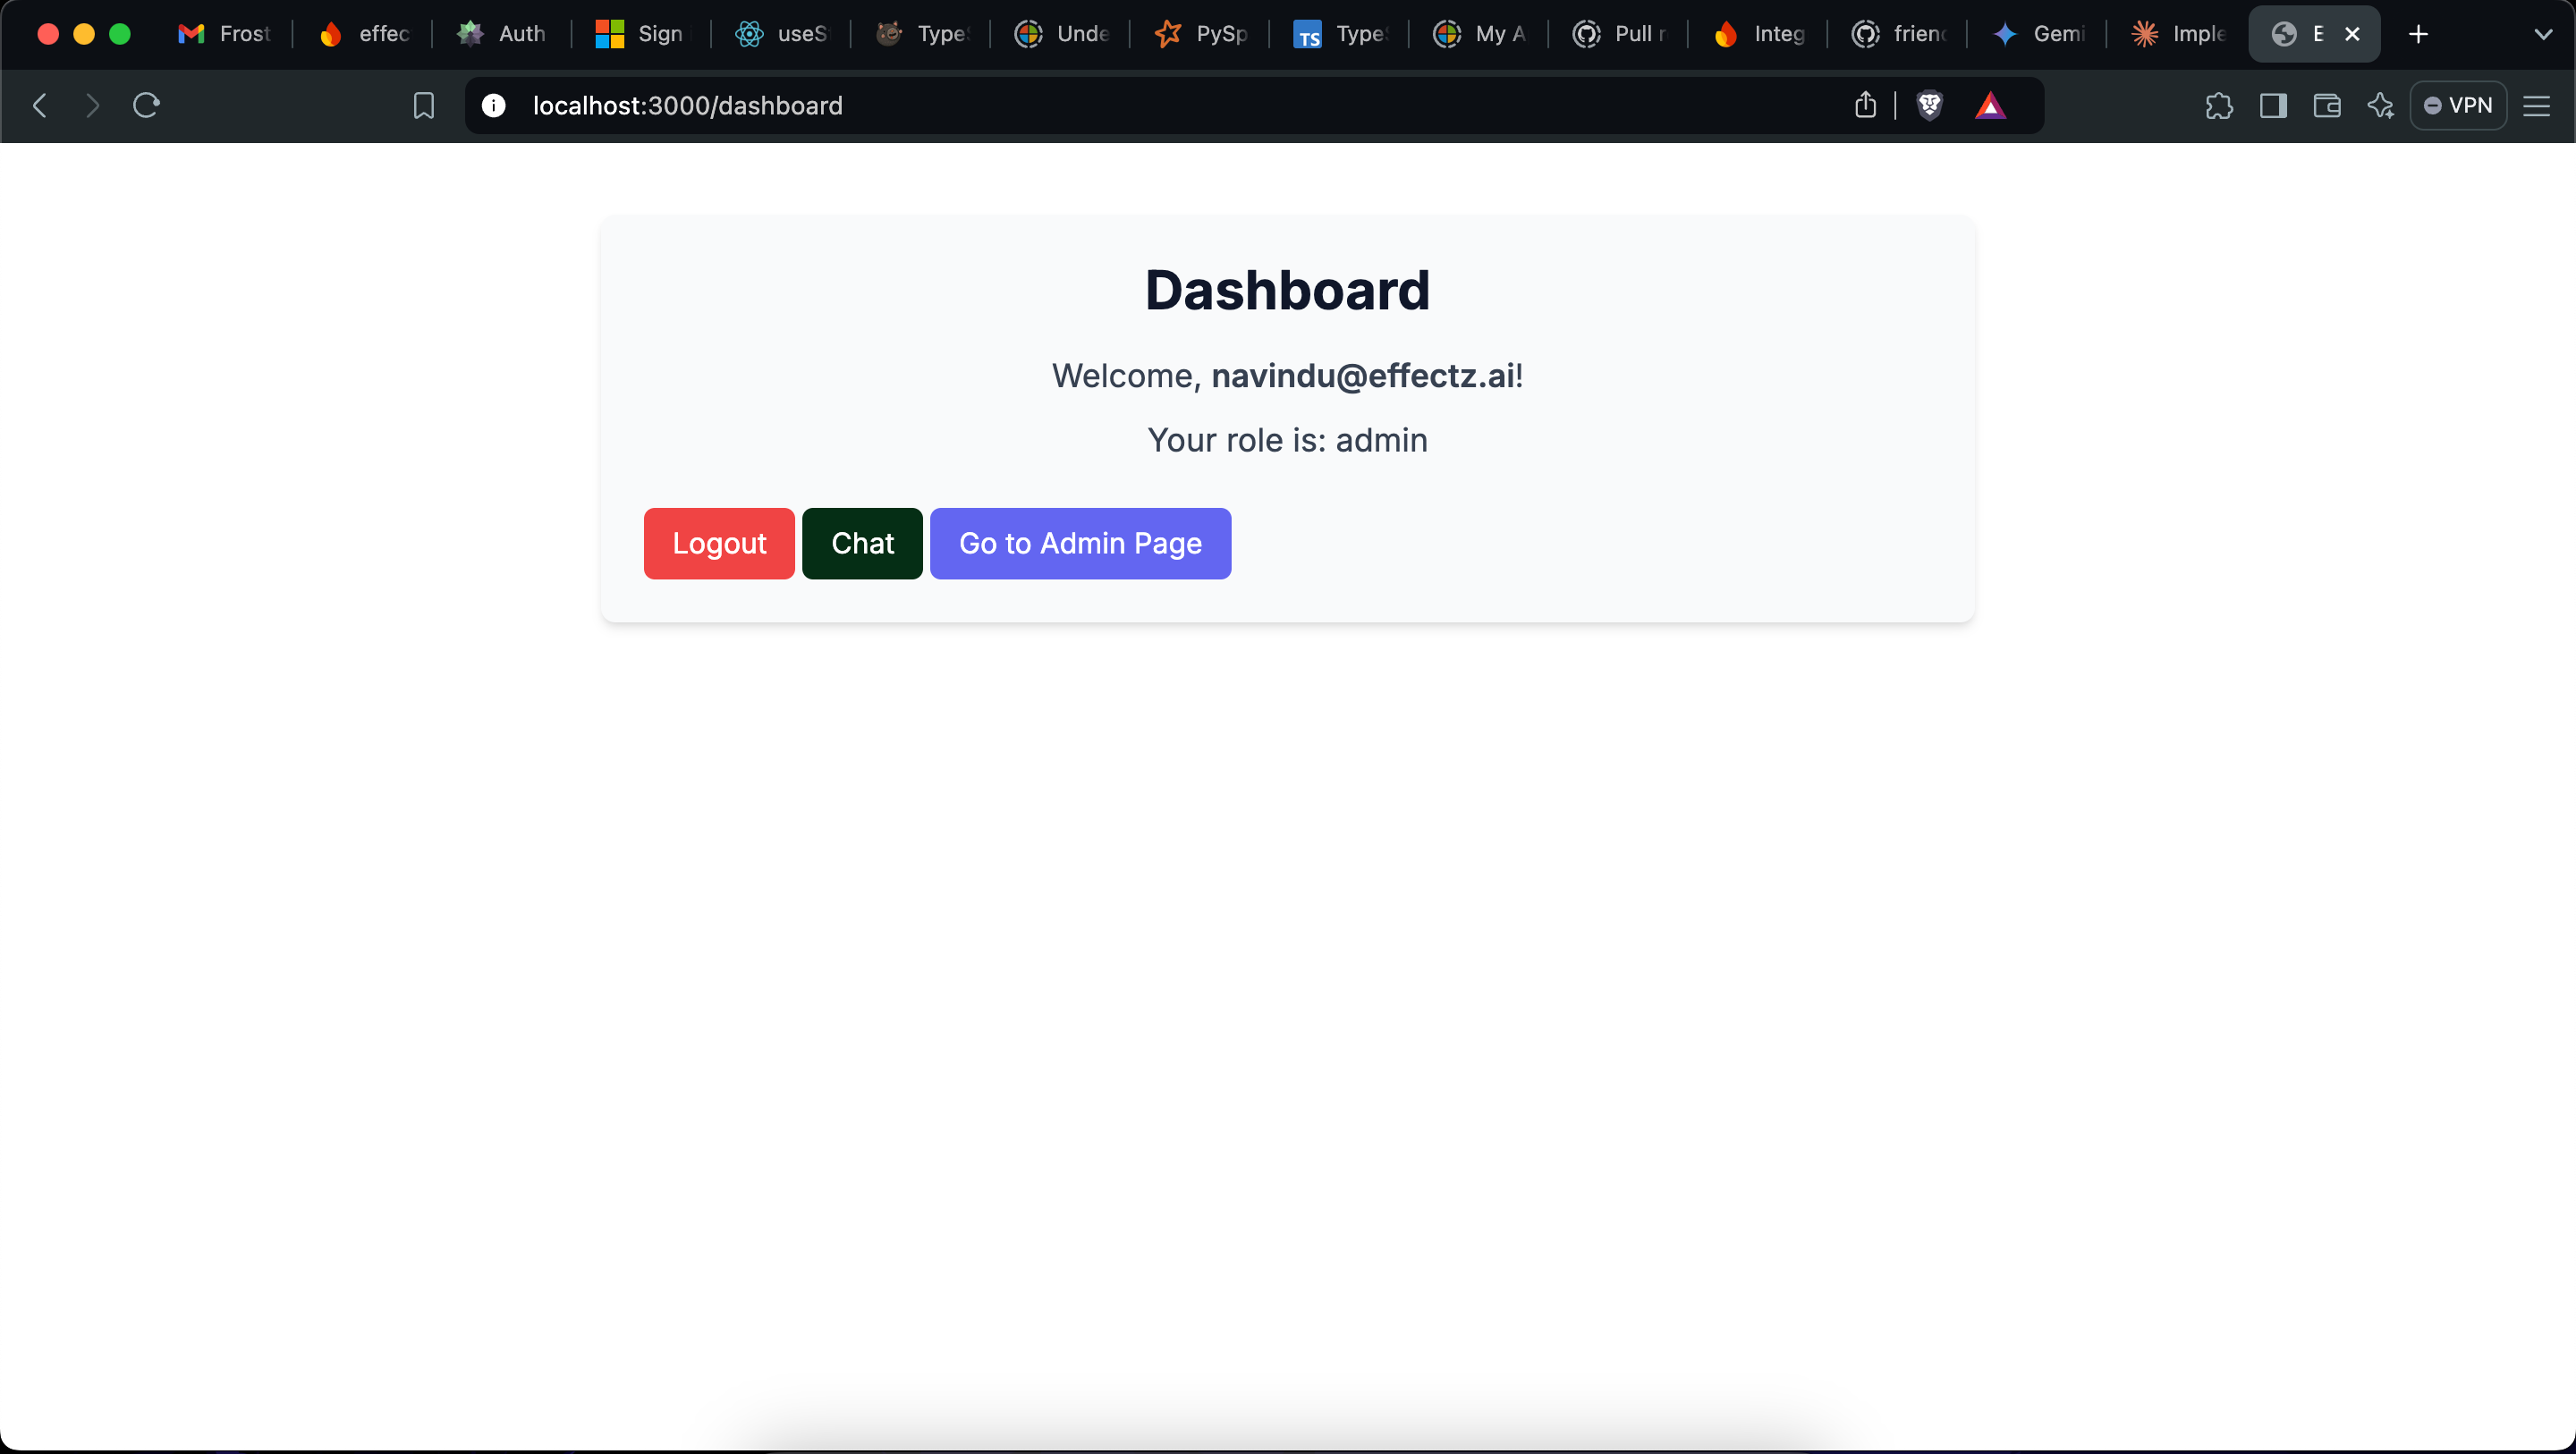 Frost
effec
Auth
Sign
useS
Type
Unde
PySp
TS
Type
My A
Pull r
Integ
frienc
Gemi
Imple
E
localhost:3000/dashboard
VPN
Dashboard
Welcome, navindu@effectz.ai!
Your role is: admin
Logout
Chat
Go to Admin Page